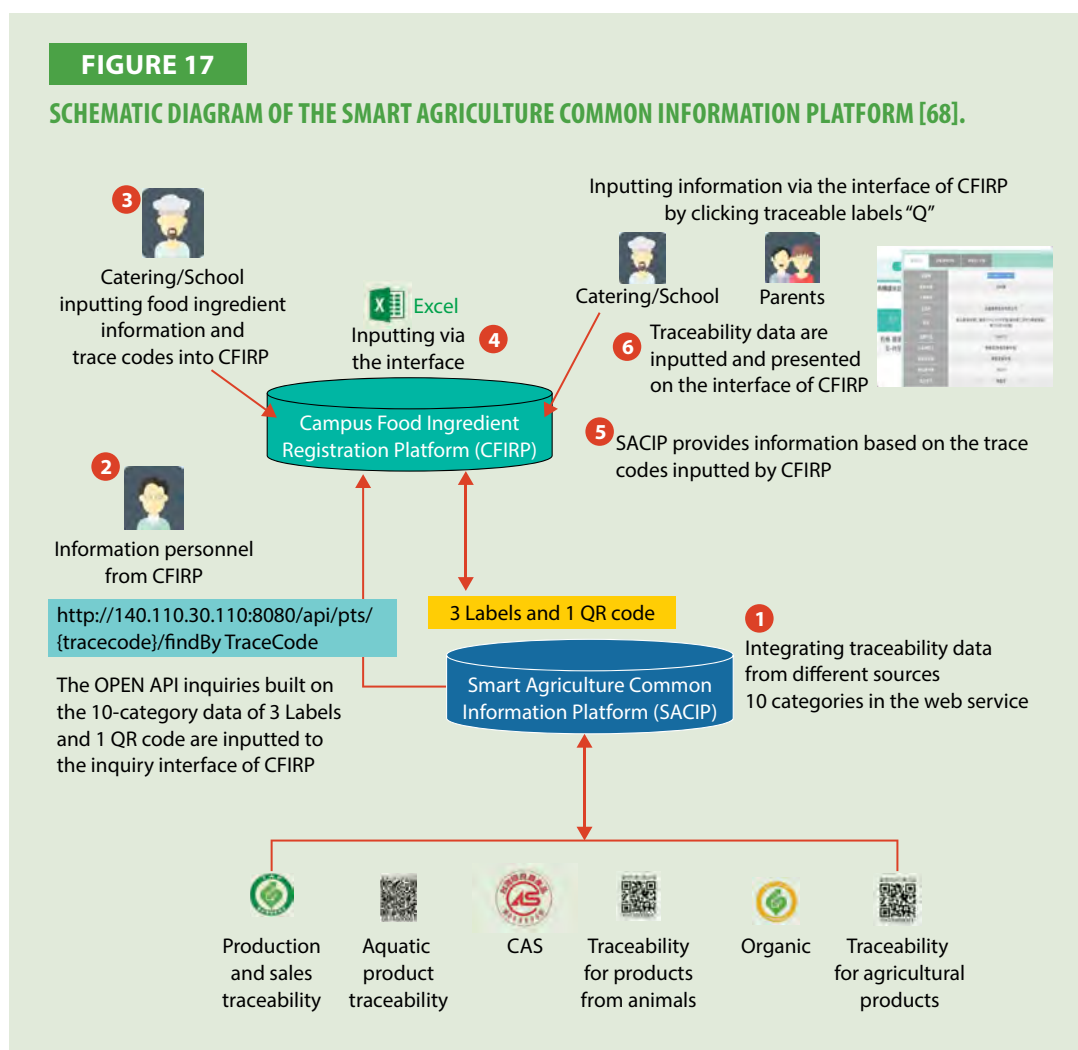 FIGURE 17
SCHEMATIC DIAGRAM OF THE SMART AGRICULTURE COMMON INFORMATION PLATFORM [68].
3
Catering/School
inputting food ingredient
information and
trace codes into CFIRP
Excel
Inputting via
the interface
4
Inputting information via the interface of CFIRP
by clicking traceable labels “Q”
Catering/School
Parents
6
Traceability data are
inputted and presented
on the interface of CFIRP
Campus Food Ingredient
Registration Platform (CFIRP)
5
SACIP provides information based on the trace
codes inputted by CFIRP
2
Information personnel
from CFIRP
http://140.110.30.110:8080/api/pts/
{tracecode}/findBy TraceCode
The OPEN API inquiries built on
the 10-category data of 3 Labels
and 1 QR code are inputted to
the inquiry interface of CFIRP
3 Labels and 1 QR code
Smart Agriculture Common
Information Platform (SACIP)
1
Integrating traceability data
from different sources
10 categories in the web service
Production
and sales
traceability
Aquatic
product
traceability
CAS
Traceability
for products
from animals
Organic
Traceability
for agricultural
products